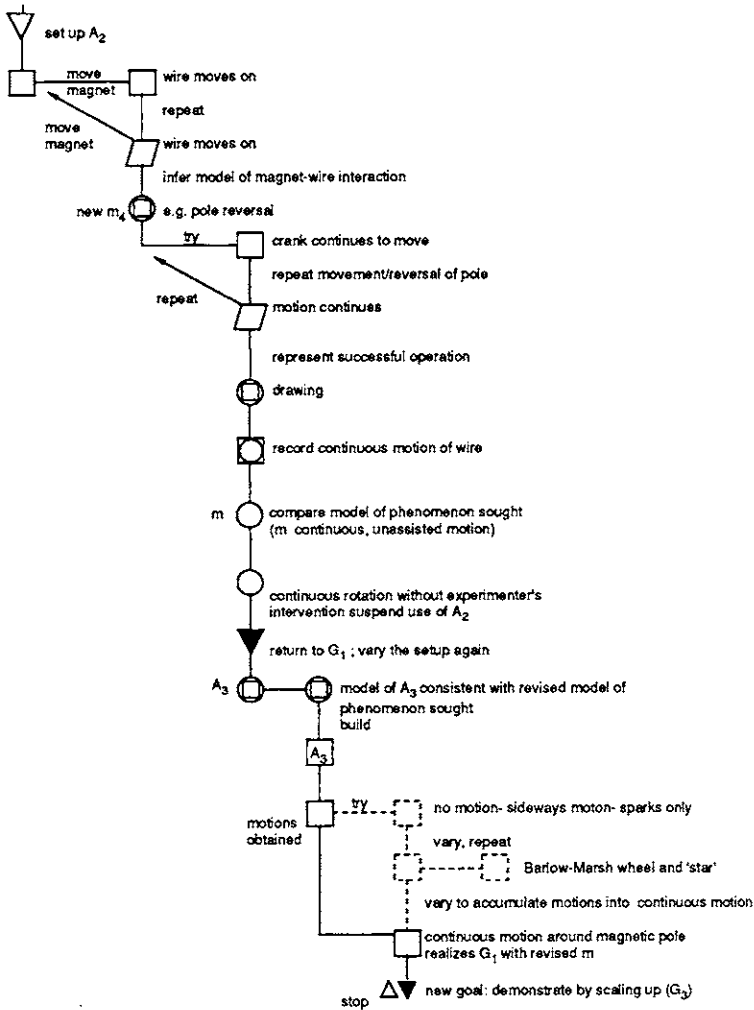 set up A2
move
magnet
wire moves on
repeat
move
magnet
wire moves on
infer model of magnet-wire interaction
new m4
e.g. pole reversal
try
crank continues to move
repeat movement/reversal of pole
repeat
motion continues
represent successful operation
drawing
record continuous motion of wire
m
compare model of phenomenon sought
(m continuous, unassisted motion)
continuous rotation without experimenter's
intervention suspend use of A2
return to G1 ; vary the setup again
A3
model of A3 consistent with revised model of
phenomenon sought
build
A3
motions
obtained
try
no motion- sideways moton- sparks only
vary, repeat
Barlow-Marsh wheel and 'star'
vary to accumulate motions into continuous motion
continuous motion around magnetic pole
realizes G1 with revised m
stop
new goal: demonstrate by scaling up (G3)